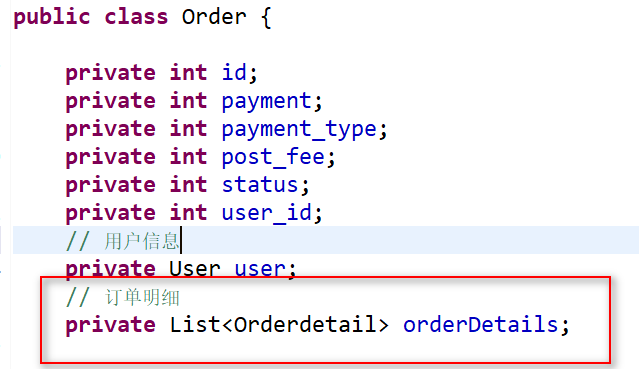 public class Order {
private int id;
private int payment;
private int payment_type;
private int post_fee;
private int status;
private int user_id;
// 用户信息
private User user;
// 订单明细
private List<Orderdetail> orderDetails;